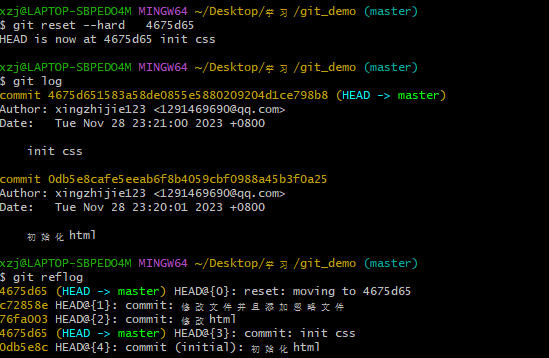 xzj@LAPTOP-SBPEDO4M MINGW64 ~/Desktop/学习/git_demo (master)
$ git reset --hard   4675d65
HEAD is now at 4675d65 init css
xzj@LAPTOP-SBPEDO4M MINGW64 ~/Desktop/学习/git_demo (master)
$ git log
commit 4675d651583a58de0855e5880209204d1ce798b8 (HEAD -> master)
Author: xingzhijie123 <1291469690@qq.com>
Date:   Tue Nov 28 23:21:00 2023 +0800
init css
commit 0db5e8cafe5eeab6f8b4059cbf0988a45b3f0a25
Author: xingzhijie123 <1291469690@qq.com>
Date:   Tue Nov 28 23:20:01 2023 +0800
初始化html
xzj@LAPTOP-SBPEDO4M MINGW64 ~/Desktop/学习/git_demo (master)
$ git reflog
4675d65 (HEAD -> master) HEAD@{0}: reset: moving to 4675d65
c72858e HEAD@{1}: commit: 修改文件并且添加忽略文件
76fa003 HEAD@{2}: commit: 修改html
4675d65 (HEAD -> master) HEAD@{3}: commit: init css
0db5e8c HEAD@{4}: commit (initial): 初始化html